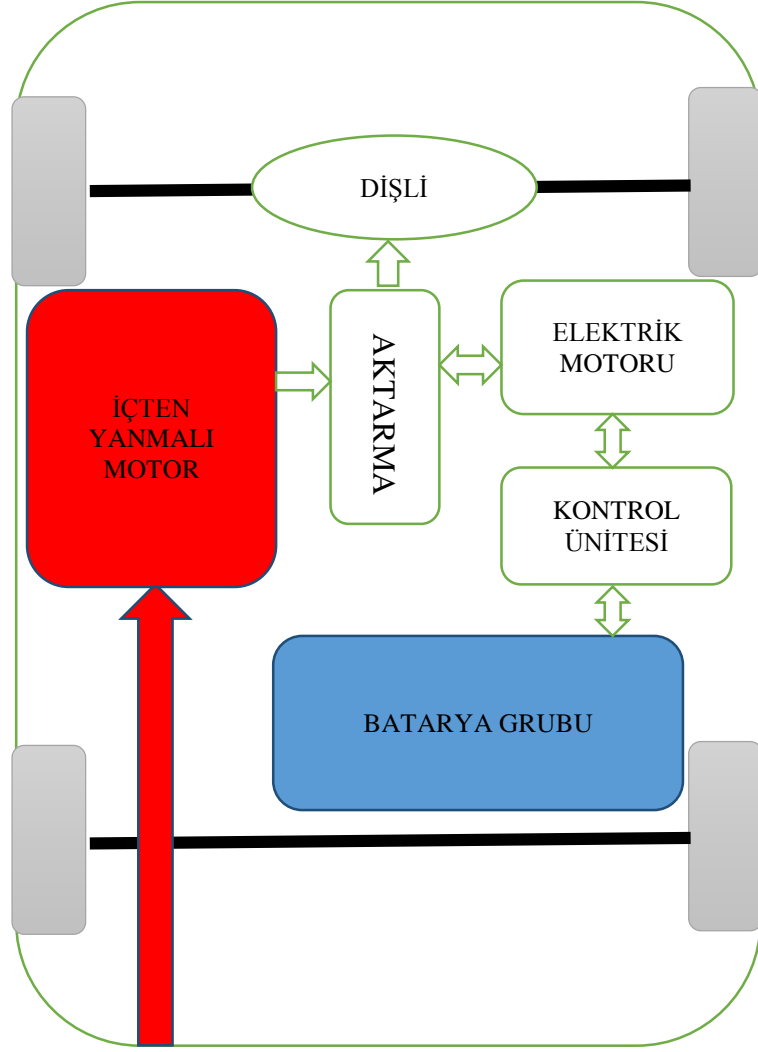 DİŞLİ
İÇTEN
YANMALI
MOTOR
AKTARMA
ELEKTRİK
MOTORU
KONTROL
ÜNİTESİ
BATARYA GRUBU